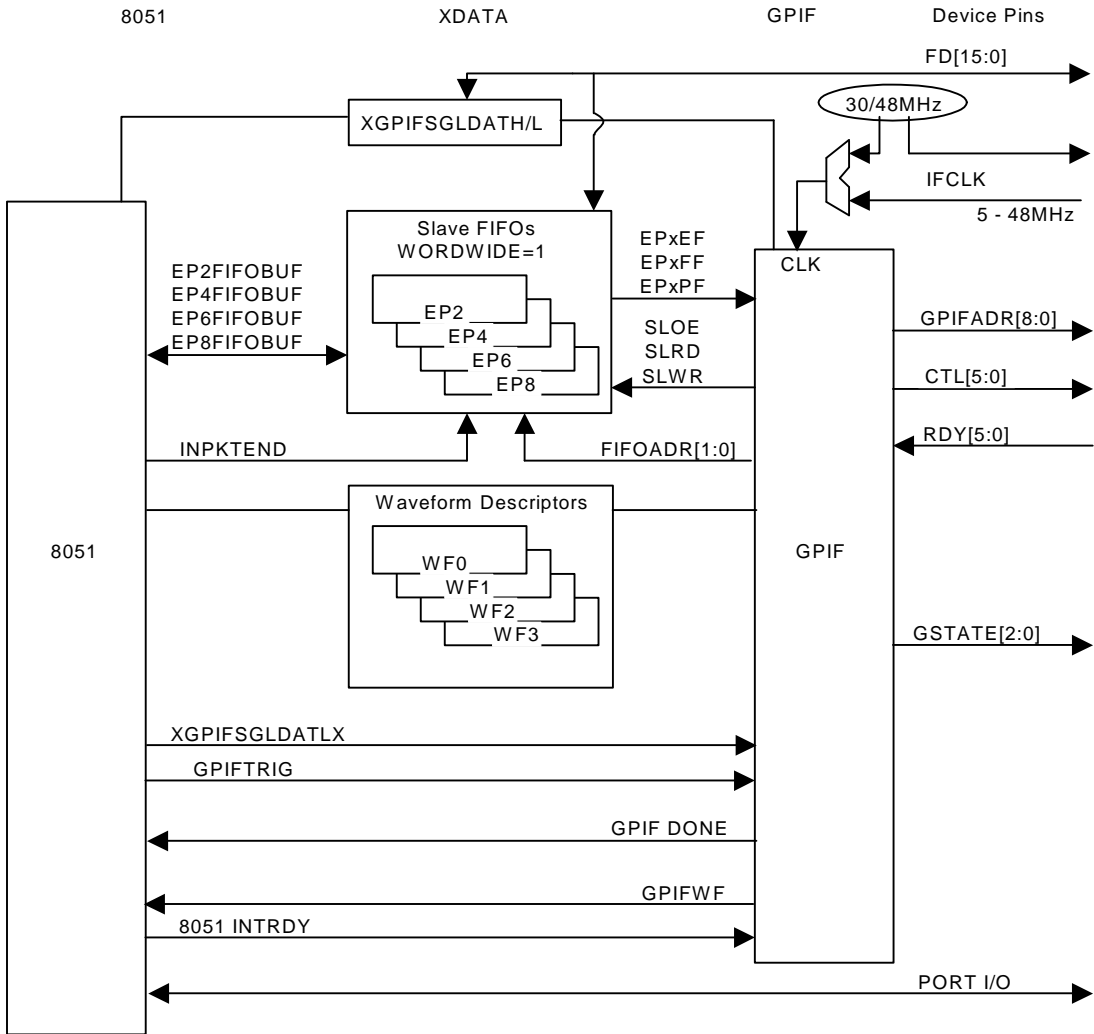 8051 XDATA GPIF Device Pins
FD[15:0]
30/48MHz
XGPIFSGLDATH/L
IFCLK
5 - 48MHz
Slave FIFOs
WORDWIDE=1
EP2
EP4
EP6
EP8
EP2FIFOBUF
EP4FIFOBUF
EP6FIFOBUF
EP8FIFOBUF
EPxEF
EPxFF
EPxPF
SLOE
SLRD
SLWR
CLK
GPIFADR[8:0]
CTL[5:0]
RDY[5:0]
INPKTEND
FIFOADR[1:0]
Waveform Descriptors
WF0
WF1
WF2
WF3
8051
GPIF
GSTATE[2:0]
XGPIFSGLDATLX
GPIFTRIG
GPIF DONE
GPIFWF
8051 INTRDY
PORT I/O